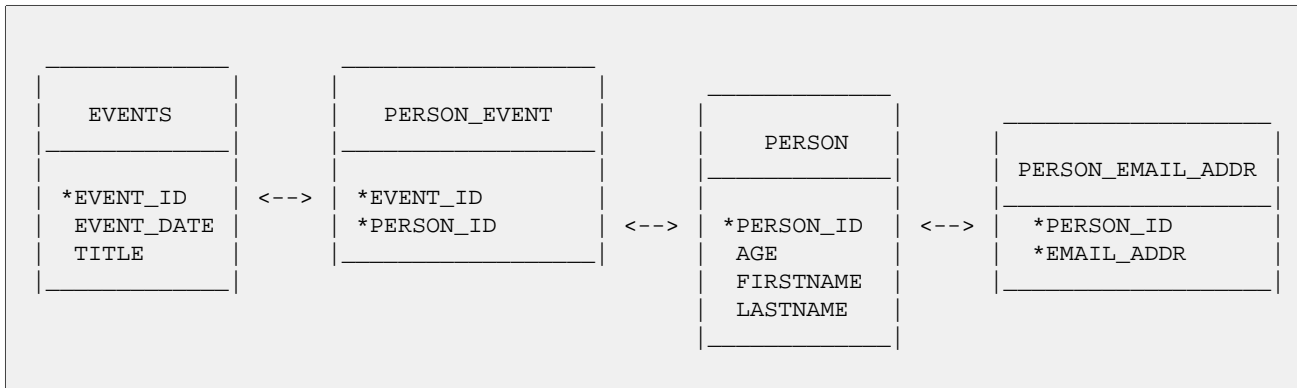 EVENTS
*EVENT_ID
EVENT_DATE
TITLE
<-->
PERSON_EVENT
*EVENT_ID
*PERSON_ID
<-->
PERSON
*PERSON_ID
AGE
FIRSTNAME
LASTNAME
<-->
PERSON_EMAIL_ADDR
*PERSON_ID
*EMAIL_ADDR